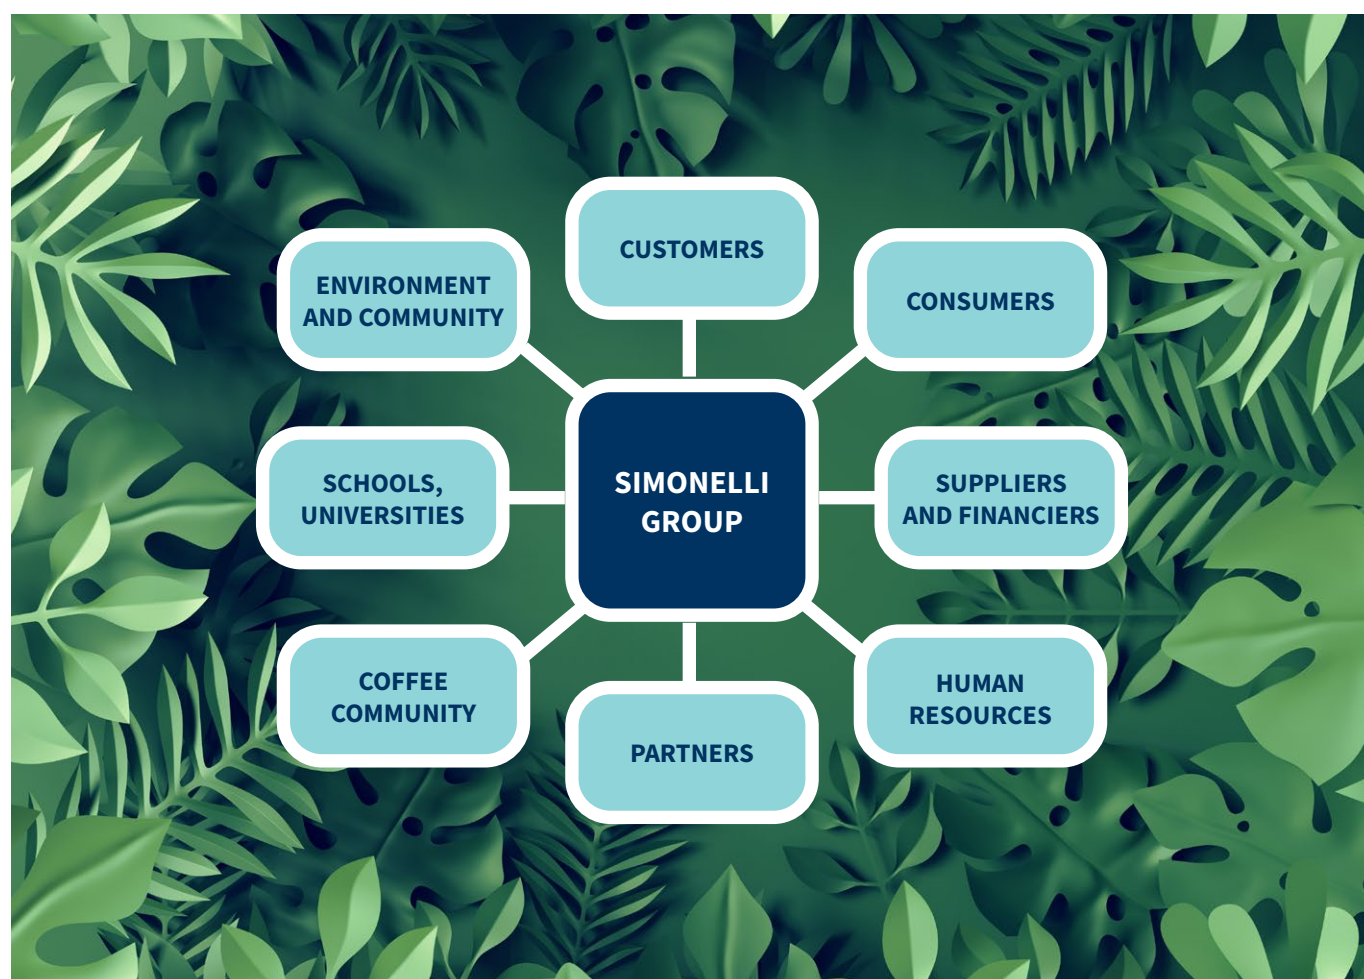 CUSTOMERS
ENVIRONMENT
AND COMMUNITY
CONSUMERS
SCHOOLS,
UNIVERSITIES
SIMONELLI
GROUP
SUPPLIERS
AND FINANCIERS
COFFEE
COMMUNITY
HUMAN
RESOURCES
PARTNERS